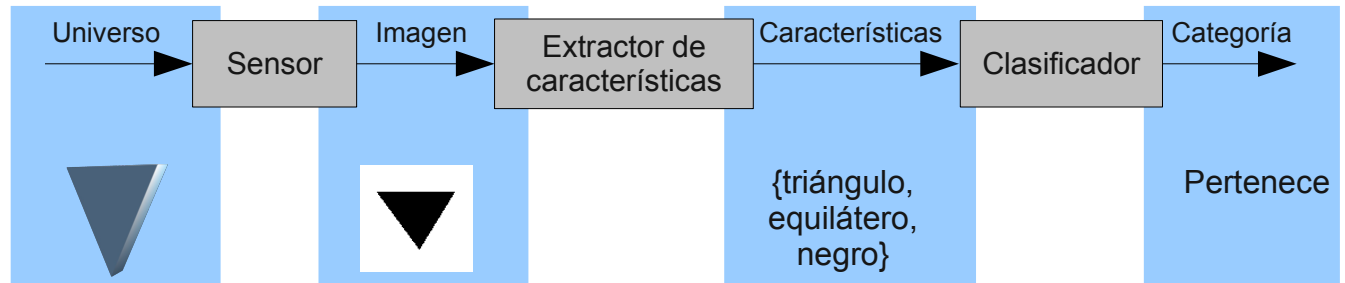 Universo
Sensor
Imagen
Extractor de
características
Características
Clasificador
Categoría
{triángulo,
equilátero,
negro}
Pertenece